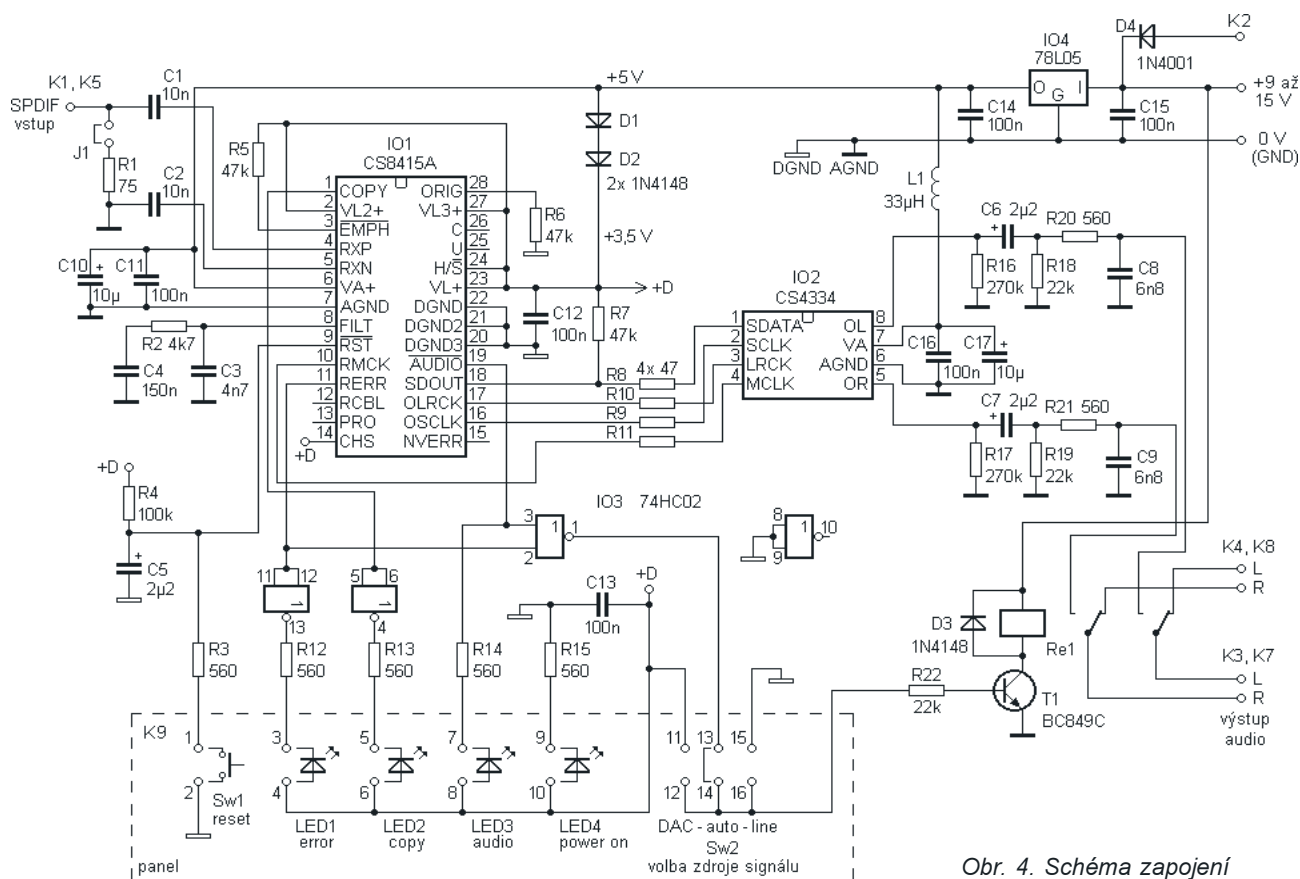 K1, K5
SPDIF
vstup
J1
R1
75
C1
10n
C2
10n
R5
47k
IO1
CS8415A
1 COPY ORIG 28
2 VL2+ VL3+ 27
3 EMPH C 26
4 RXP U 25
5 RXN H/S 24
6 VA+ VL+ 23
7 AGND DGND 22
8 FILT DGND2 21
9 RST DGND3 20
10 RMCK AUDIO 19
11 RERR SDOUT 18
12 RCBL OLRCK 17
13 PRO OSCLK 16
14 CHS NVERR 15
+D
R6
47k
+5V
D1
D2
2x 1N4148
+3,5 V
+D
C12
100n
R7
47k
C10 +
10µ
C11
100n
R2 4k7
C4
150n
C3
4n7
R8 4x 47
R10
R9
R11
IO4
78L05
O G I
D4
1N4001
K2
+9 až
15 V
0 V
(GND)
C14
100n
C15
100n
DGND AGND
L1
33µH
IO2
CS4334
1 SDATA OL 8
2 SCLK VA 7
3 LRCK AGND 6
4 MCLK OR 5
C6 2µ2
+
R20 560
R16
270k
R18
22k
C8
6n8
C16
100n
C17 +
10µ
C7 2µ2
+
R21 560
R17
270k
R19
22k
C9
6n8
+D
R4
100k
C5 +
2µ2
R3
560
IO3 74HC02
3 1 1
2
8 1 10
9
11 12
1
13
5 6
1
4
R12
560
R13
560
R14
560
R15
560
C13
100n
+D
D3
1N4148
Re1
R22
22k
T1
BC849C
K4, K8
L
R
K3, K7
L
R
výstup
audio
K9
1 3 5 7 9 11 13 15
2 4 6 8 10 12 14 16
Sw1
reset
LED1
error
LED2
copy
LED3
audio
LED4
power on
DAC - auto - line
Sw2
volba zdroje signálu
panel
Obr. 4. Schéma zapojení